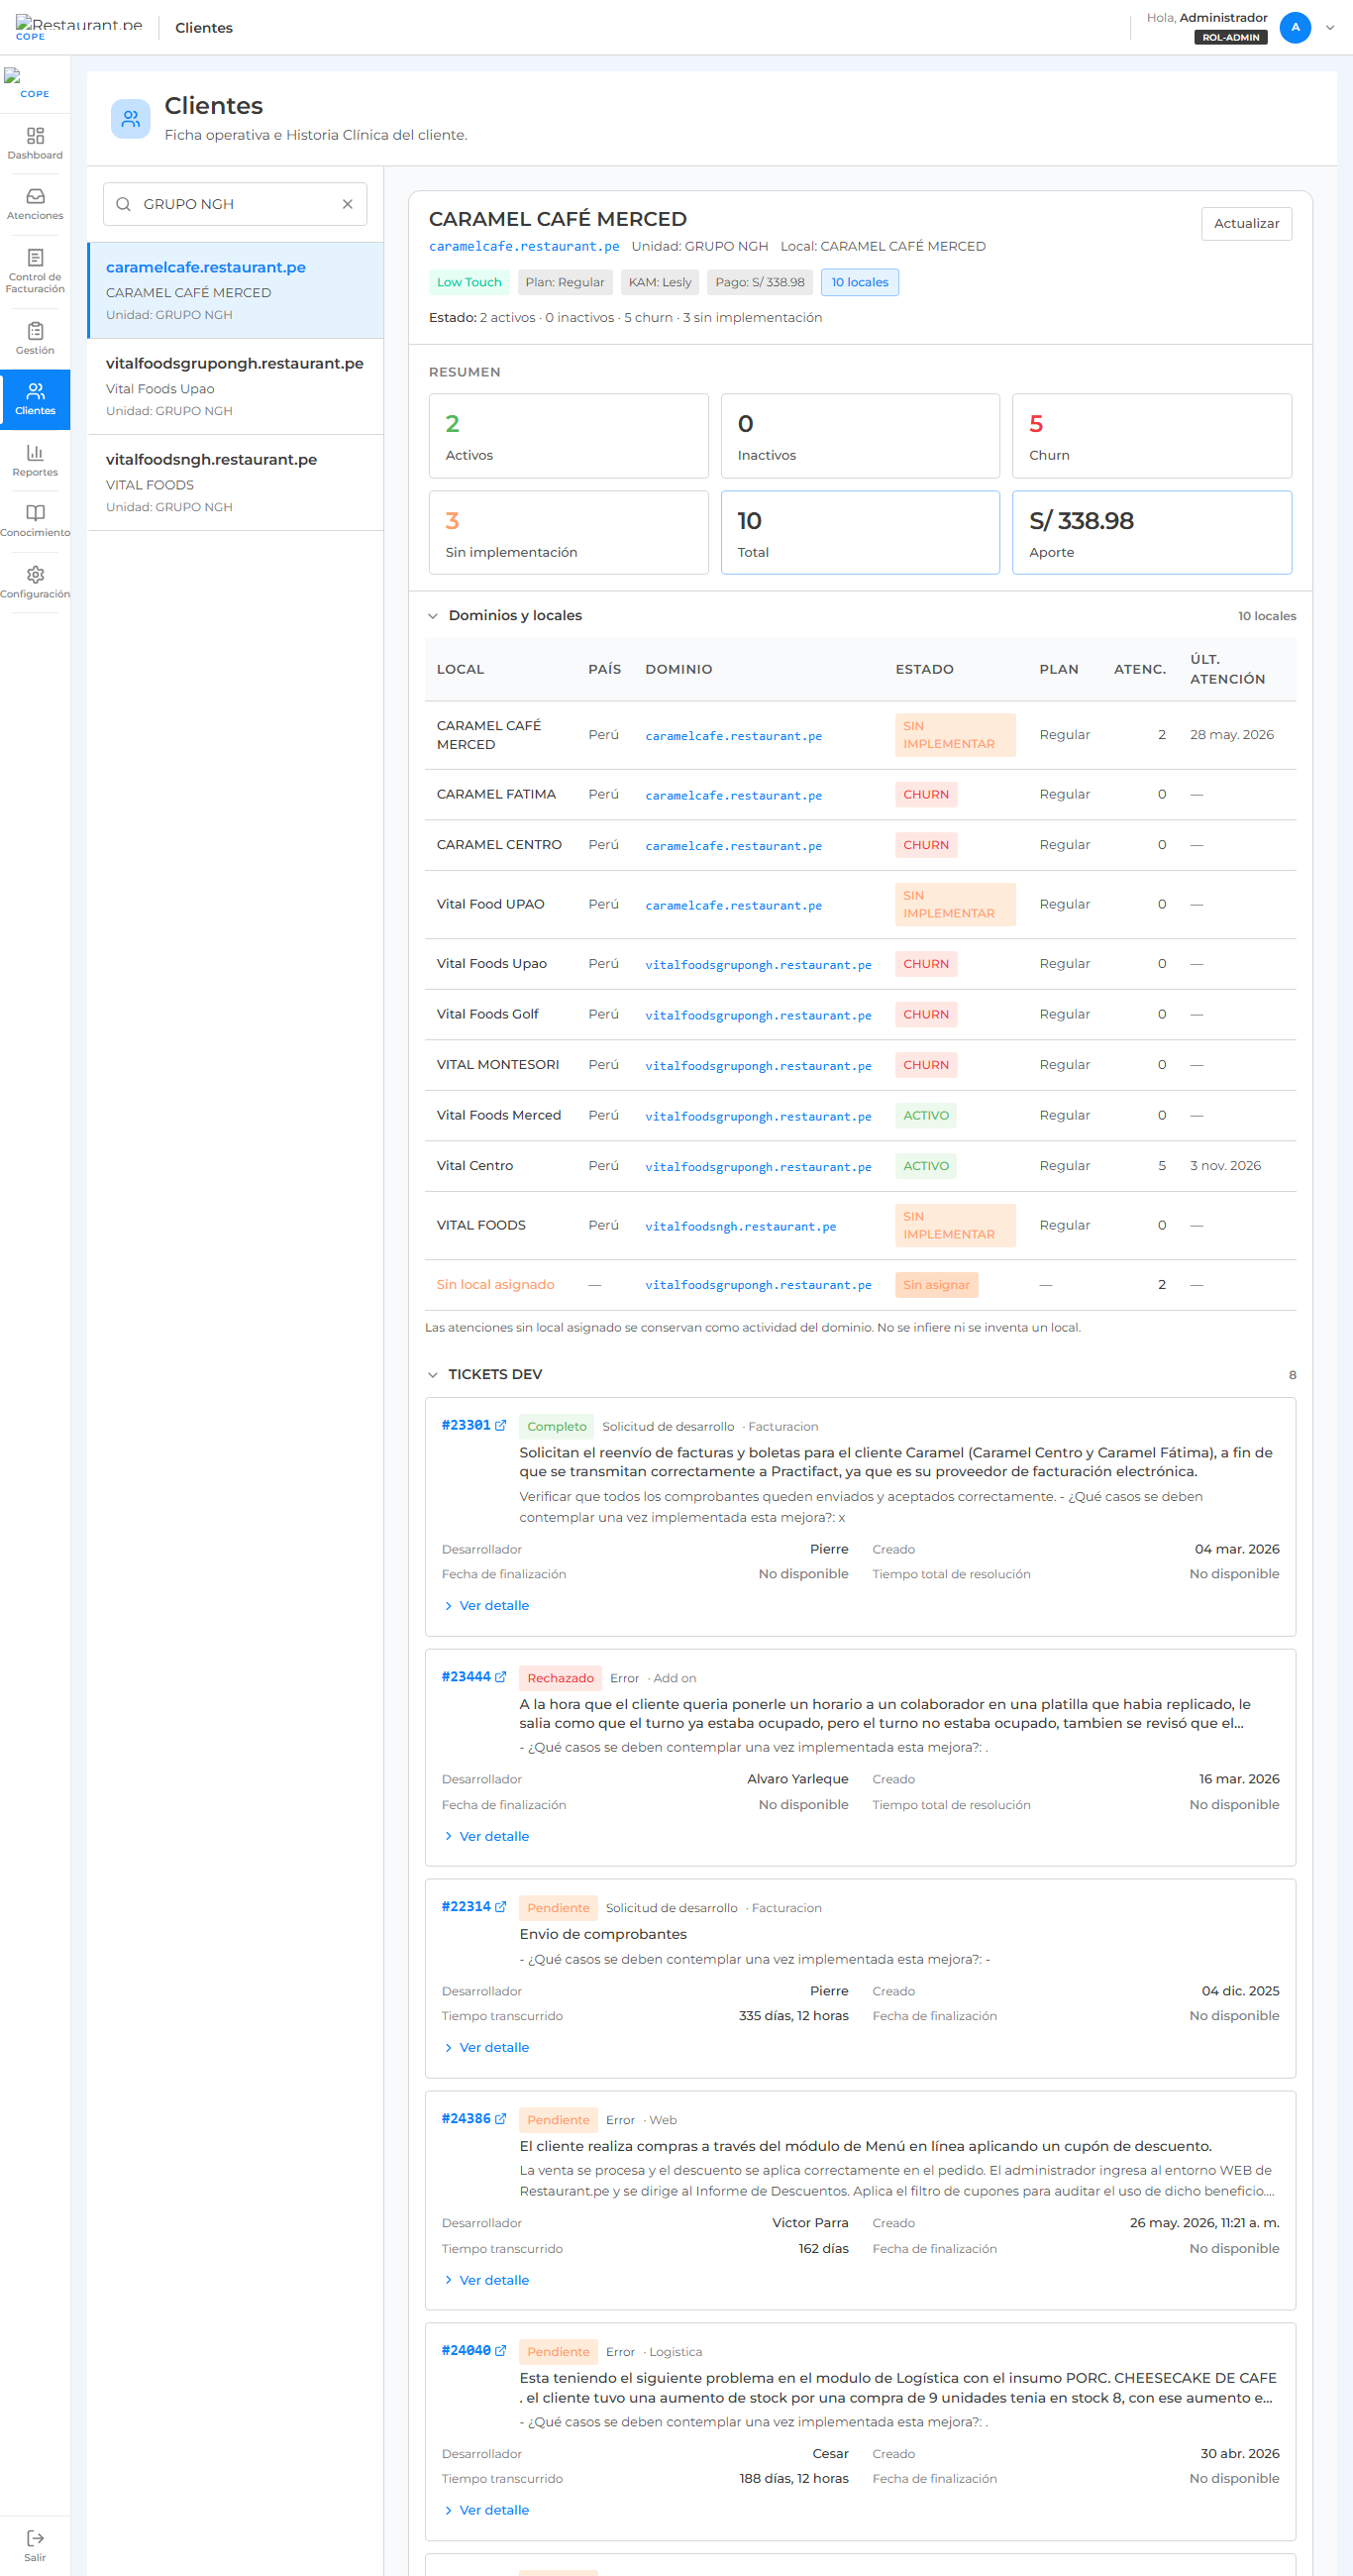 Restaurant.pe
COPE
Clientes
Hola, Administrador
ROL-ADMIN
A
COPE
Dashboard
Atenciones
Control de
Facturación
Gestión
Clientes
Reportes
Conocimiento
Configuración
Salir
Clientes
Ficha operativa e Historia Clínica del cliente.
GRUPO NGH
caramelcafe.restaurant.pe
CARAMEL CAFÉ MERCED
Unidad: GRUPO NGH
vitalfoodsgrupongh.restaurant.pe
Vital Foods Upao
Unidad: GRUPO NGH
vitalfoodsngh.restaurant.pe
VITAL FOODS
Unidad: GRUPO NGH
CARAMEL CAFÉ MERCED
Actualizar
caramelcafe.restaurant.pe Unidad: GRUPO NGH Local: CARAMEL CAFÉ MERCED
Low Touch Plan: Regular KAM: Lesly Pago: S/ 338.98 10 locales
Estado: 2 activos · 0 inactivos · 5 churn · 3 sin implementación
RESUMEN
2
Activos
0
Inactivos
5
Churn
3
Sin implementación
10
Total
S/ 338.98
Aporte
Dominios y locales 10 locales
LOCAL PAÍS DOMINIO ESTADO PLAN ATENC. ÚLT. ATENCIÓN
CARAMEL CAFÉ MERCED Perú caramelcafe.restaurant.pe SIN IMPLEMENTAR Regular 2 28 may. 2026
CARAMEL FATIMA Perú caramelcafe.restaurant.pe CHURN Regular 0 —
CARAMEL CENTRO Perú caramelcafe.restaurant.pe CHURN Regular 0 —
Vital Food UPAO Perú caramelcafe.restaurant.pe SIN IMPLEMENTAR Regular 0 —
Vital Foods Upao Perú vitalfoodsgrupongh.restaurant.pe CHURN Regular 0 —
Vital Foods Golf Perú vitalfoodsgrupongh.restaurant.pe CHURN Regular 0 —
VITAL MONTESORI Perú vitalfoodsgrupongh.restaurant.pe CHURN Regular 0 —
Vital Foods Merced Perú vitalfoodsgrupongh.restaurant.pe ACTIVO Regular 0 —
Vital Centro Perú vitalfoodsgrupongh.restaurant.pe ACTIVO Regular 5 3 nov. 2026
VITAL FOODS Perú vitalfoodsngh.restaurant.pe SIN IMPLEMENTAR Regular 0 —
Sin local asignado — vitalfoodsgrupongh.restaurant.pe Sin asignar — 2 —
Las atenciones sin local asignado se conservan como actividad del dominio. No se infiere ni se inventa un local.
TICKETS DEV 8
#23301 Completo Solicitud de desarrollo · Facturacion
Solicitan el reenvío de facturas y boletas para el cliente Caramel (Caramel Centro y Caramel Fátima), a fin de
que se transmitan correctamente a Practifact, ya que es su proveedor de facturación electrónica.
Verificar que todos los comprobantes queden enviados y aceptados correctamente. - ¿Qué casos se deben
contemplar una vez implementada esta mejora?: x
Desarrollador Pierre Creado 04 mar. 2026
Fecha de finalización No disponible Tiempo total de resolución No disponible
Ver detalle
#23444 Rechazado Error · Add on
A la hora que el cliente queria ponerle un horario a un colaborador en una platilla que habia replicado, le
salia como que el turno ya estaba ocupado, pero el turno no estaba ocupado, tambien se revisó que el...
- ¿Qué casos se deben contemplar una vez implementada esta mejora?: .
Desarrollador Alvaro Yarleque Creado 16 mar. 2026
Fecha de finalización No disponible Tiempo total de resolución No disponible
Ver detalle
#22314 Pendiente Solicitud de desarrollo · Facturacion
Envio de comprobantes
- ¿Qué casos se deben contemplar una vez implementada esta mejora?: -
Desarrollador Pierre Creado 04 dic. 2025
Tiempo transcurrido 335 días, 12 horas Fecha de finalización No disponible
Ver detalle
#24386 Pendiente Error · Web
El cliente realiza compras a través del módulo de Menú en línea aplicando un cupón de descuento.
La venta se procesa y el descuento se aplica correctamente en el pedido. El administrador ingresa al entorno WEB de
Restaurant.pe y se dirige al Informe de Descuentos. Aplica el filtro de cupones para auditar el uso de dicho beneficio....
Desarrollador Victor Parra Creado 26 may. 2026, 11:21 a. m.
Tiempo transcurrido 162 días Fecha de finalización No disponible
Ver detalle
#24040 Pendiente Error · Logistica
Esta teniendo el siguiente problema en el modulo de Logística con el insumo PORC. CHEESECAKE DE CAFE
. el cliente tuvo una aumento de stock por una compra de 9 unidades tenia en stock 8, con ese aumento e...
- ¿Qué casos se deben contemplar una vez implementada esta mejora?: .
Desarrollador Cesar Creado 30 abr. 2026
Tiempo transcurrido 188 días, 12 horas Fecha de finalización No disponible
Ver detalle